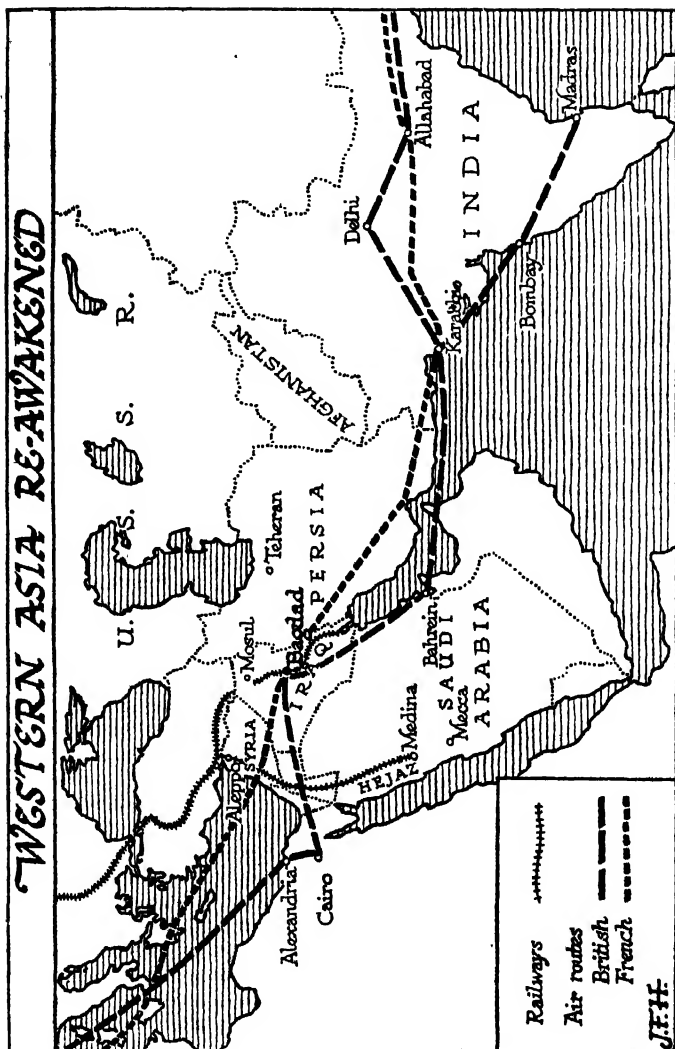 WESTERN ASIA RE-AWAKENED
U. S. S. R.
AFGHANISTAN
Teheran
Mosul
PERSIA
Bagdad
IRAQ
SYRIA
Aleppo
Alexandria
Cairo
HEJAZ
Medina
Mecca
Bahrein
SAUDI
ARABIA
Delhi
Allahabad
INDIA
Karachi
Bombay
Madras
Railways
Air routes
British
French
J.F.H.